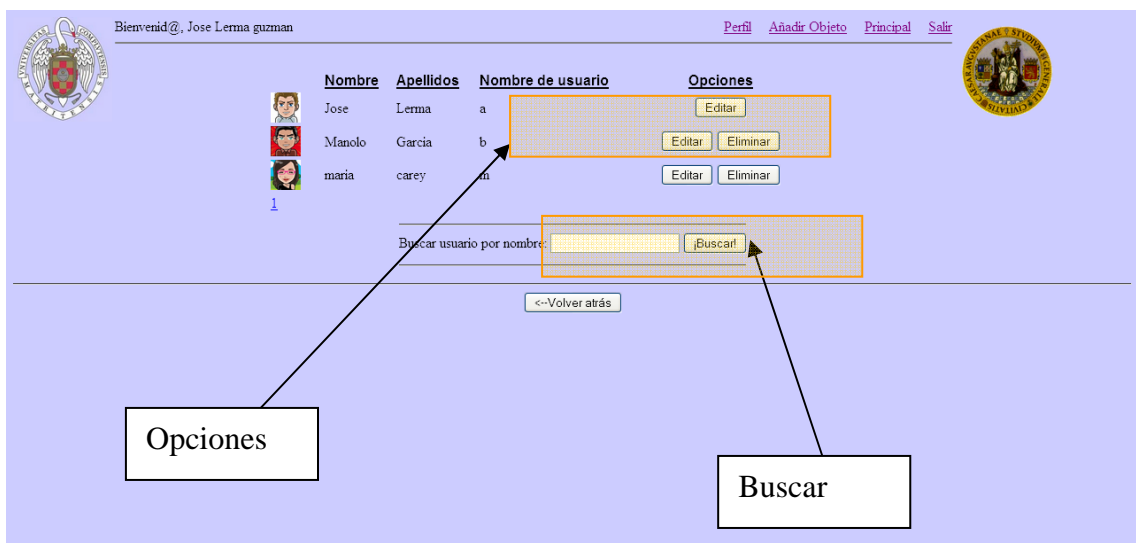 Bienvenid@, Jose Lerma guzman Perfil Añadir Objeto Principal Salir
Nombre Apellidos Nombre de usuario Opciones
Jose Lerma a Editar
Manolo Garcia b Editar Eliminar
maria carey m Editar Eliminar
1
Buscar usuario por nombre: ¡Buscar!
<--Volver atrás
Opciones
Buscar